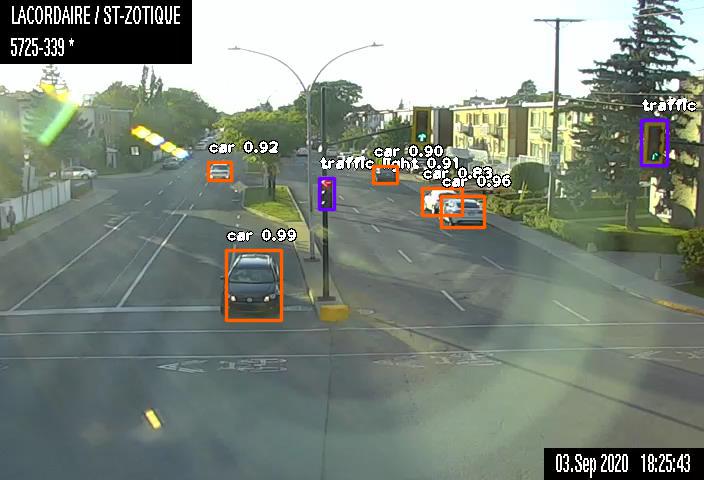 LACORDAIRE / ST-ZOTIQUE
5725-339 *
traffic
car 0.92
car 0.90
traffic light 0.91
car 0.83
car 0.96
car 0.99
03.Sep 2020 18:25:43